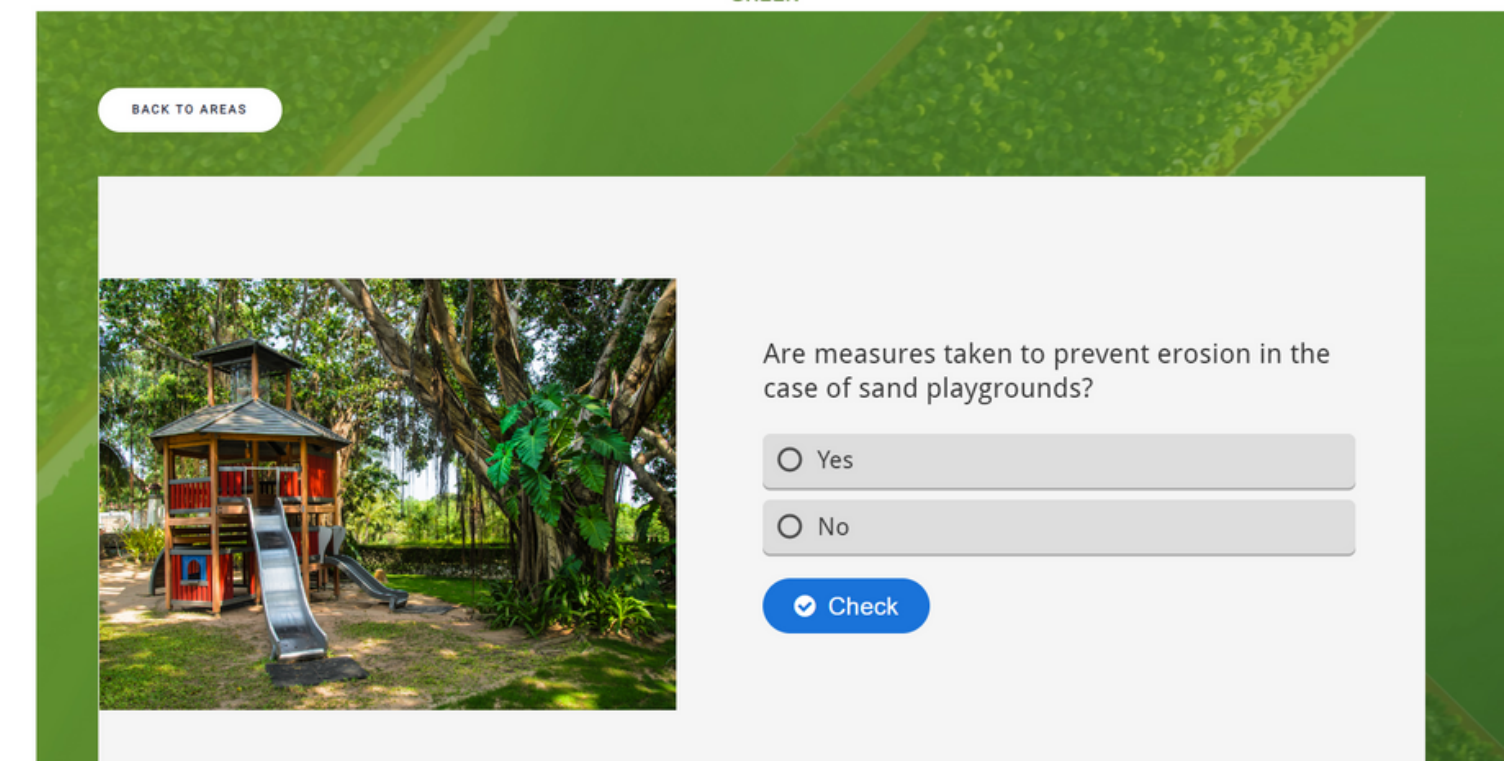 BACK TO AREAS
Are measures taken to prevent erosion in the
case of sand playgrounds?
Yes
No
Check